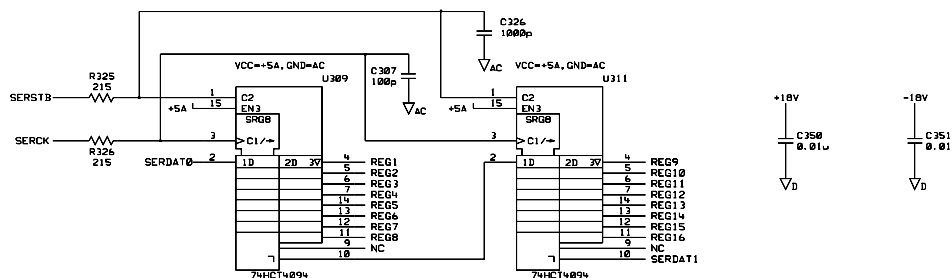 C326
1000p
AC
VCC=+5A, GND=AC
U309
C307
100p
AC
VCC=+5A, GND=AC
U311
R325
215
SERSTB
1
C2
+5A
15
EN3
SRG8
SERCK
3
C1/→
R326
215
SERDAT0
2
1D
2D
3V
4
REG1
5
REG2
6
REG3
7
REG4
14
REG5
13
REG6
12
REG7
11
REG8
9
NC
10
74HCT4094
1
C2
+5A
15
EN3
SRG8
3
C1/→
2
1D
2D
3V
4
REG9
5
REG10
6
REG11
7
REG12
14
REG13
13
REG14
12
REG15
11
REG16
9
NC
10
SERDAT1
74HCT4094
+18V
C350
0.01u
D
-18V
C351
0.01
D